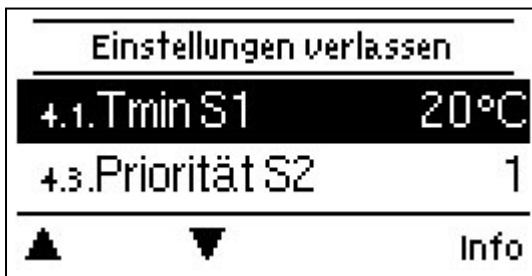 Einstellungen verlassen
4.1.Tmin S1 20°C
4.3.Priorität S2 1
▲ ▼ Info